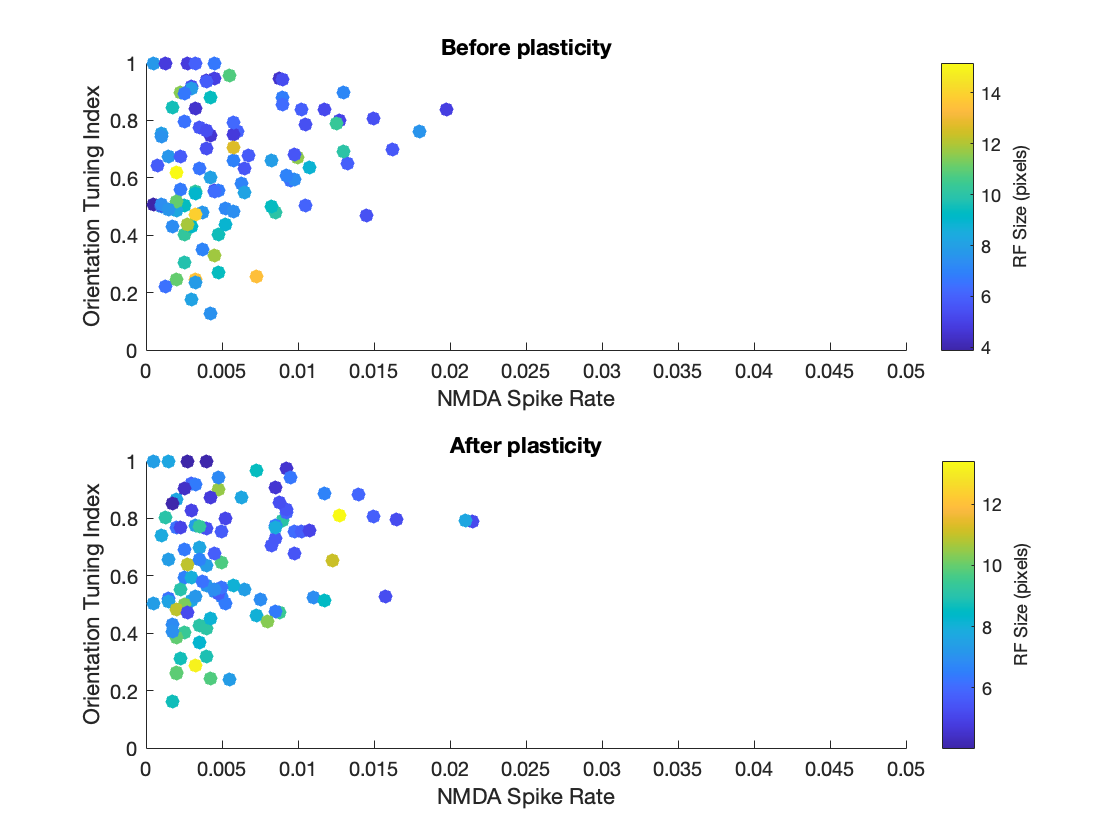 Before plasticity
Orientation Tuning Index
1
0.8
0.6
0.4
0.2
0
0 0.005 0.01 0.015 0.02 0.025 0.03 0.035 0.04 0.045 0.05
NMDA Spike Rate
14
12
10
8
6
4
RF Size (pixels)
After plasticity
Orientation Tuning Index
1
0.8
0.6
0.4
0.2
0
0 0.005 0.01 0.015 0.02 0.025 0.03 0.035 0.04 0.045 0.05
NMDA Spike Rate
12
10
8
6
RF Size (pixels)